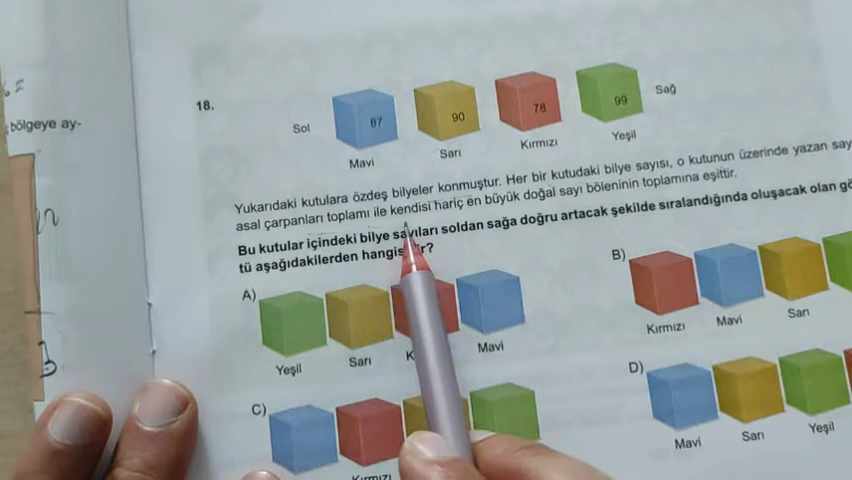 bölgeye ay-
18.
Sol
87
90
78
99
Sağ
Mavi
Sarı
Kırmızı
Yeşil
Yukarıdaki kutulara özdeş bilyeler konmuştur. Her bir kutudaki bilye sayısı, o kutunun üzerinde yazan
asal çarpanları toplamı ile kendisi hariç en büyük doğal sayı böleninin toplamına eşittir.
Bu kutular içindeki bilye sayıları soldan sağa doğru artacak şekilde sıralandığında oluşacak olan
tü aşağıdakilerden
A)
Yeşil
Sarı
Mavi
B)
Kırmızı
Mavi
Sarı
C)
Kırmızı
D)
Mavi
Sarı
Yeşil